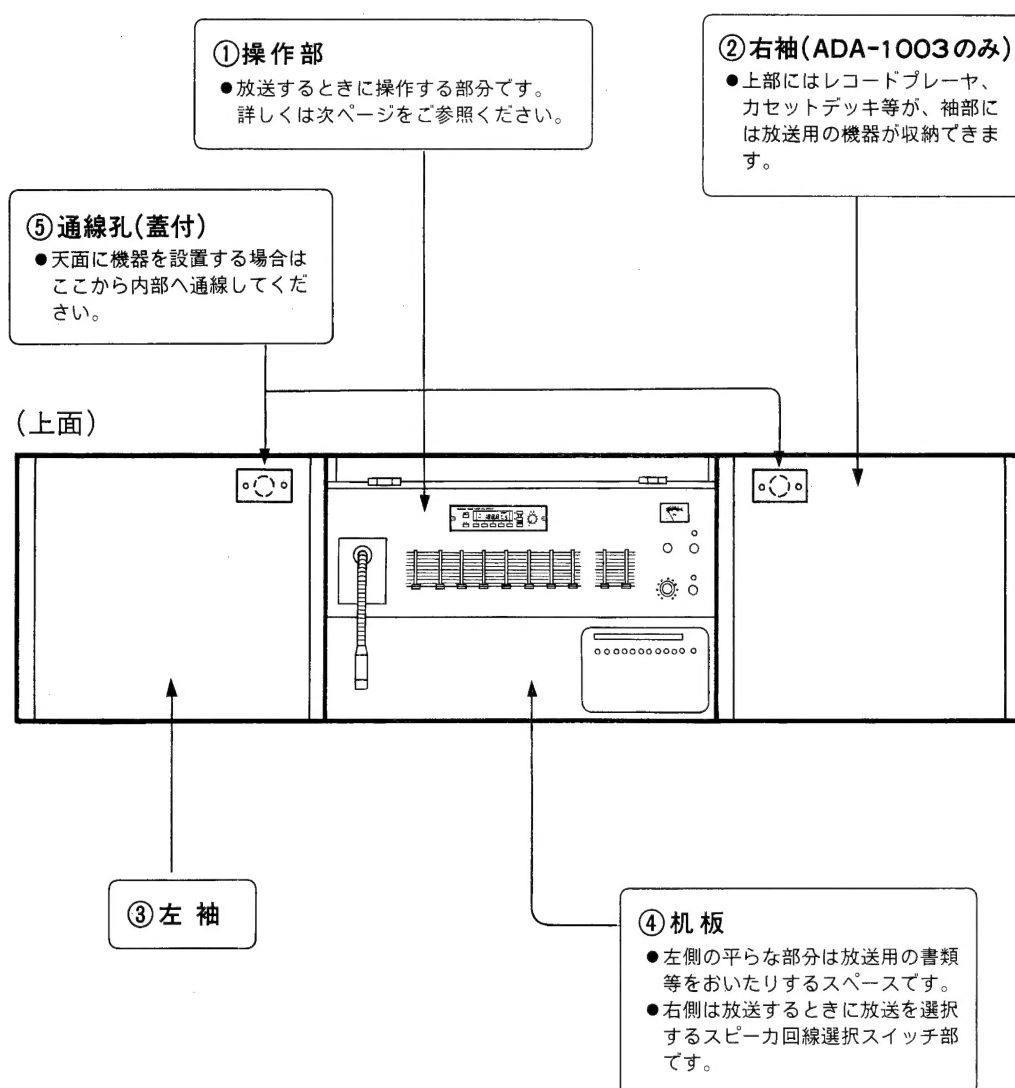 ①操作部
●放送するときに操作する部分です。
詳しくは次ページをご参照ください。
②右袖(ADA-1003のみ)
●上部にはレコードプレーヤ、
カセットデッキ等が、袖部に
は放送用の機器が収納できま
す。
⑤通線孔(蓋付)
●天面に機器を設置する場合は
ここから内部へ通線してくだ
さい。
(上面)
③左 袖
④机板
●左側の平らな部分は放送用の書類
等をおいたりするスペースです。
●右側は放送するときに放送を選択
するスピーカ回線選択スイッチ部
です。